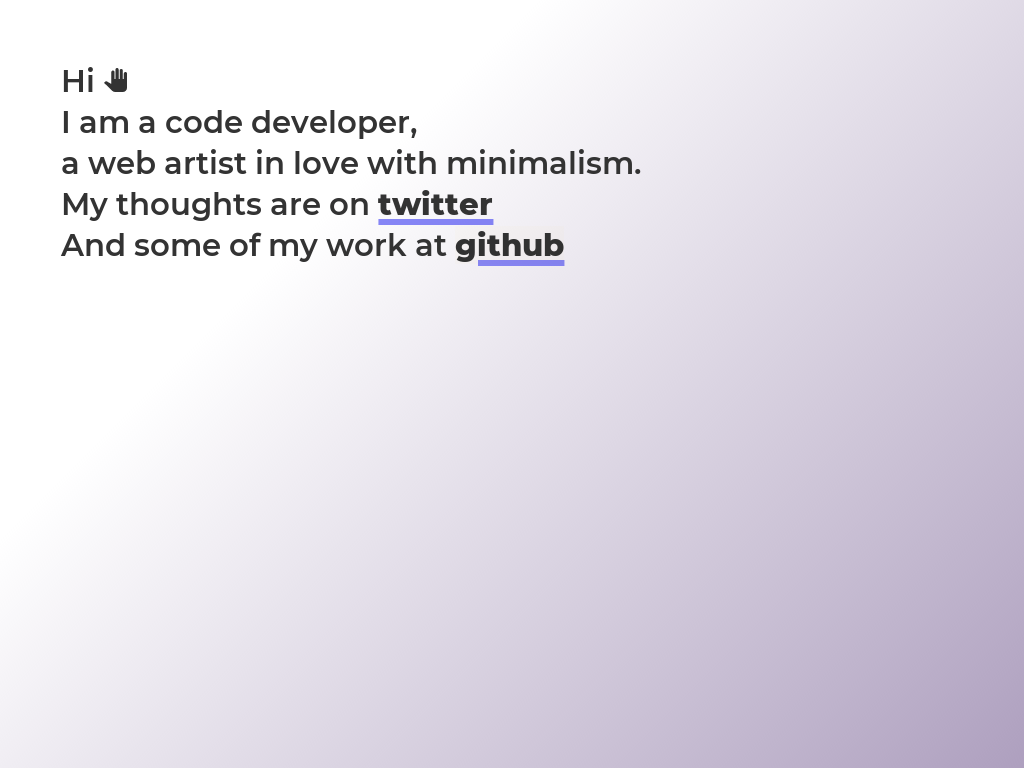 Hi
I am a code developer,
a web artist in love with minimalism.
My thoughts are on twitter
And some of my work at github